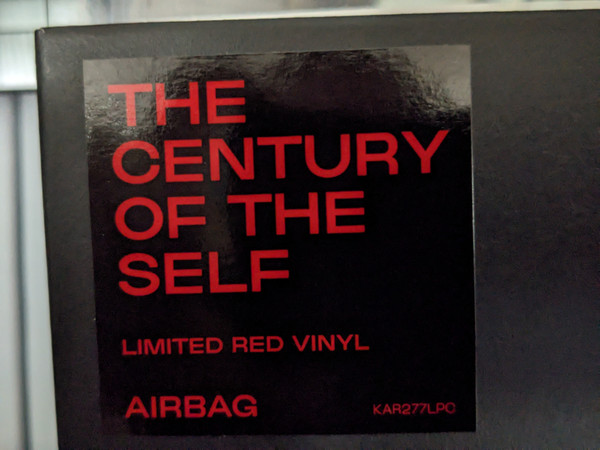 THE
CENTURY
OF THE
SELF
LIMITED RED VINYL
AIRBAG
KAR277LPC